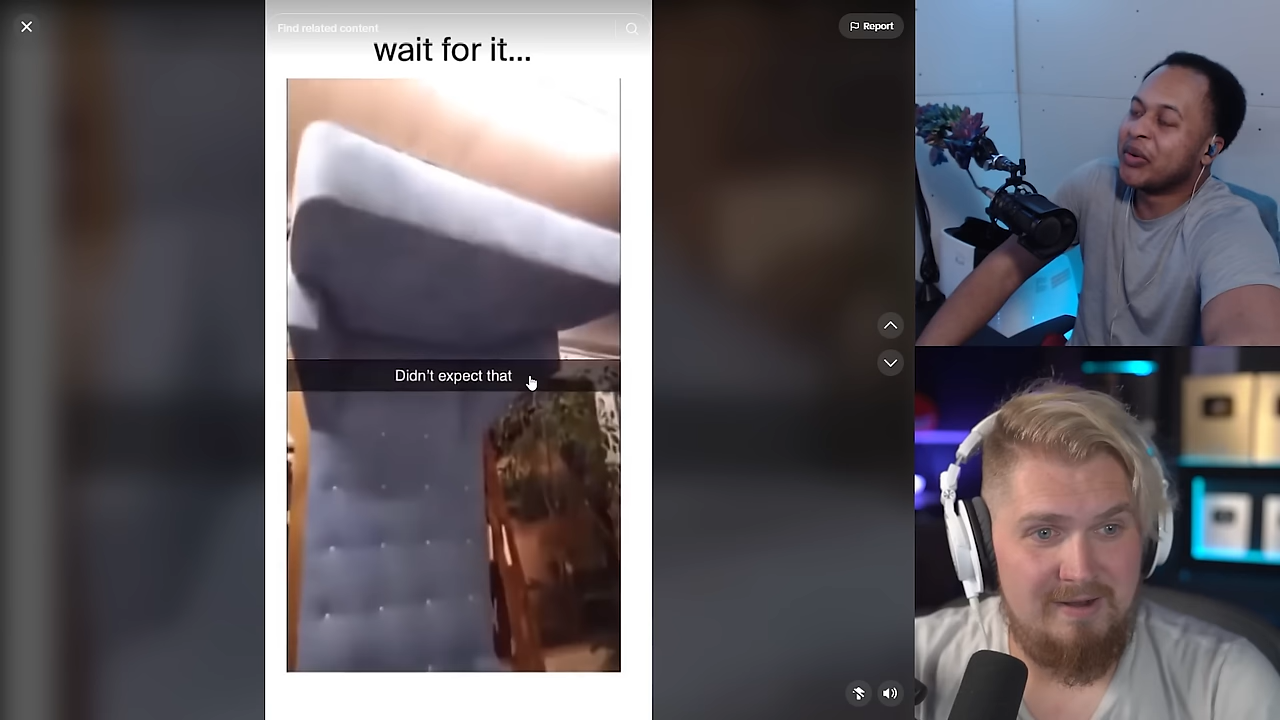 Find related content
Report
wait for it...
Didn't expect that